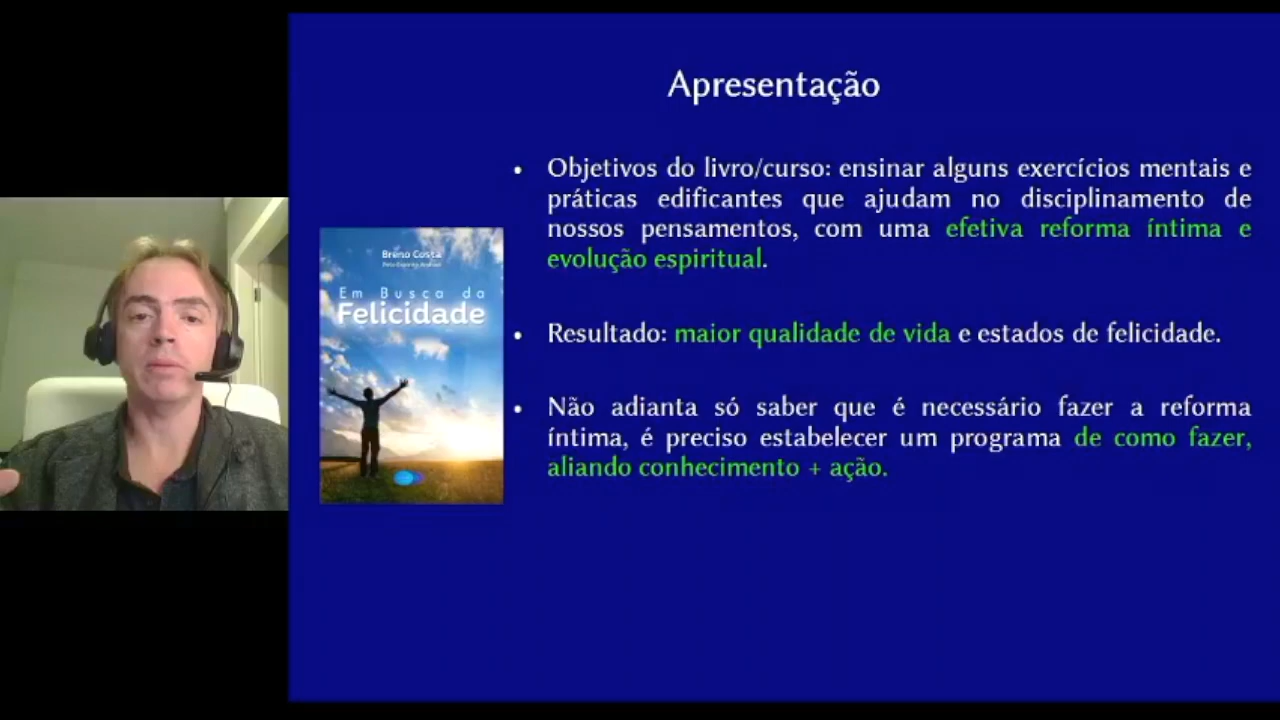 Apresentação
• Objetivos do livro/curso: ensinar alguns exercícios mentais e
práticas edificantes que ajudam no disciplinamento de
nossos pensamentos, com uma efetiva reforma íntima e
evolução espiritual.
Breno Costa
Em Busca da
Felicidade
• Resultado: maior qualidade de vida e estados de felicidade.
• Não adianta só saber que é necessário fazer a reforma
íntima, é preciso estabelecer um programa de como fazer,
aliando conhecimento + ação.